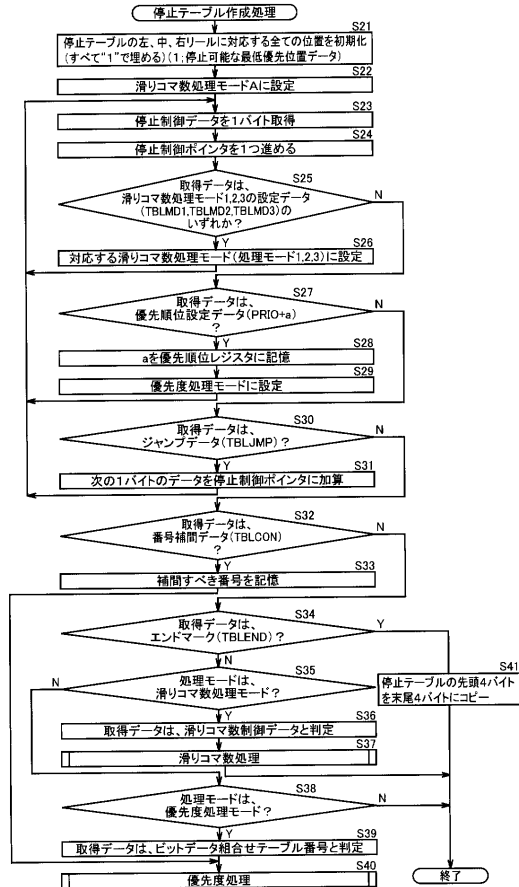 停止テーブル作成処理
S21
停止テーブルの左、中、右リールに対応する全ての位置を初期化
(すべて"1"で埋める)(1:停止可能な最低優先位置データ)
S22
滑りコマ数処理モードAに設定
S23
停止制御データを1バイト取得
S24
停止制御ポインタを1つ進める
S25
取得データは、
滑りコマ数処理モード1,2,3の設定データ
(TBLMD1,TBLMD2,TBLMD3)の
いずれか?
N
Y
S26
対応する滑りコマ数処理モード(処理モード1,2,3)に設定
S27
取得データは、
優先順位設定データ(PRIO+a)
?
N
Y
S28
aを優先順位レジスタに記憶
S29
優先度処理モードに設定
S30
取得データは、
ジャンプデータ(TBLJMP)?
N
Y
S31
次の1バイトのデータを停止制御ポインタに加算
S32
取得データは、
番号補間データ(TBLCON)
?
N
Y
S33
補間すべき番号を記憶
S34
取得データは、
エンドマーク(TBLEND)?
Y
N
S35
処理モードは、
滑りコマ数処理モード?
N
Y
S41
停止テーブルの先頭4バイト
を末尾4バイトにコピー
S36
取得データは、滑りコマ数制御データと判定
S37
滑りコマ数処理
S38
処理モードは、
優先度処理モード?
N
Y
S39
取得データは、ビットデータ組合せテーブル番号と判定
S40
優先度処理
終了